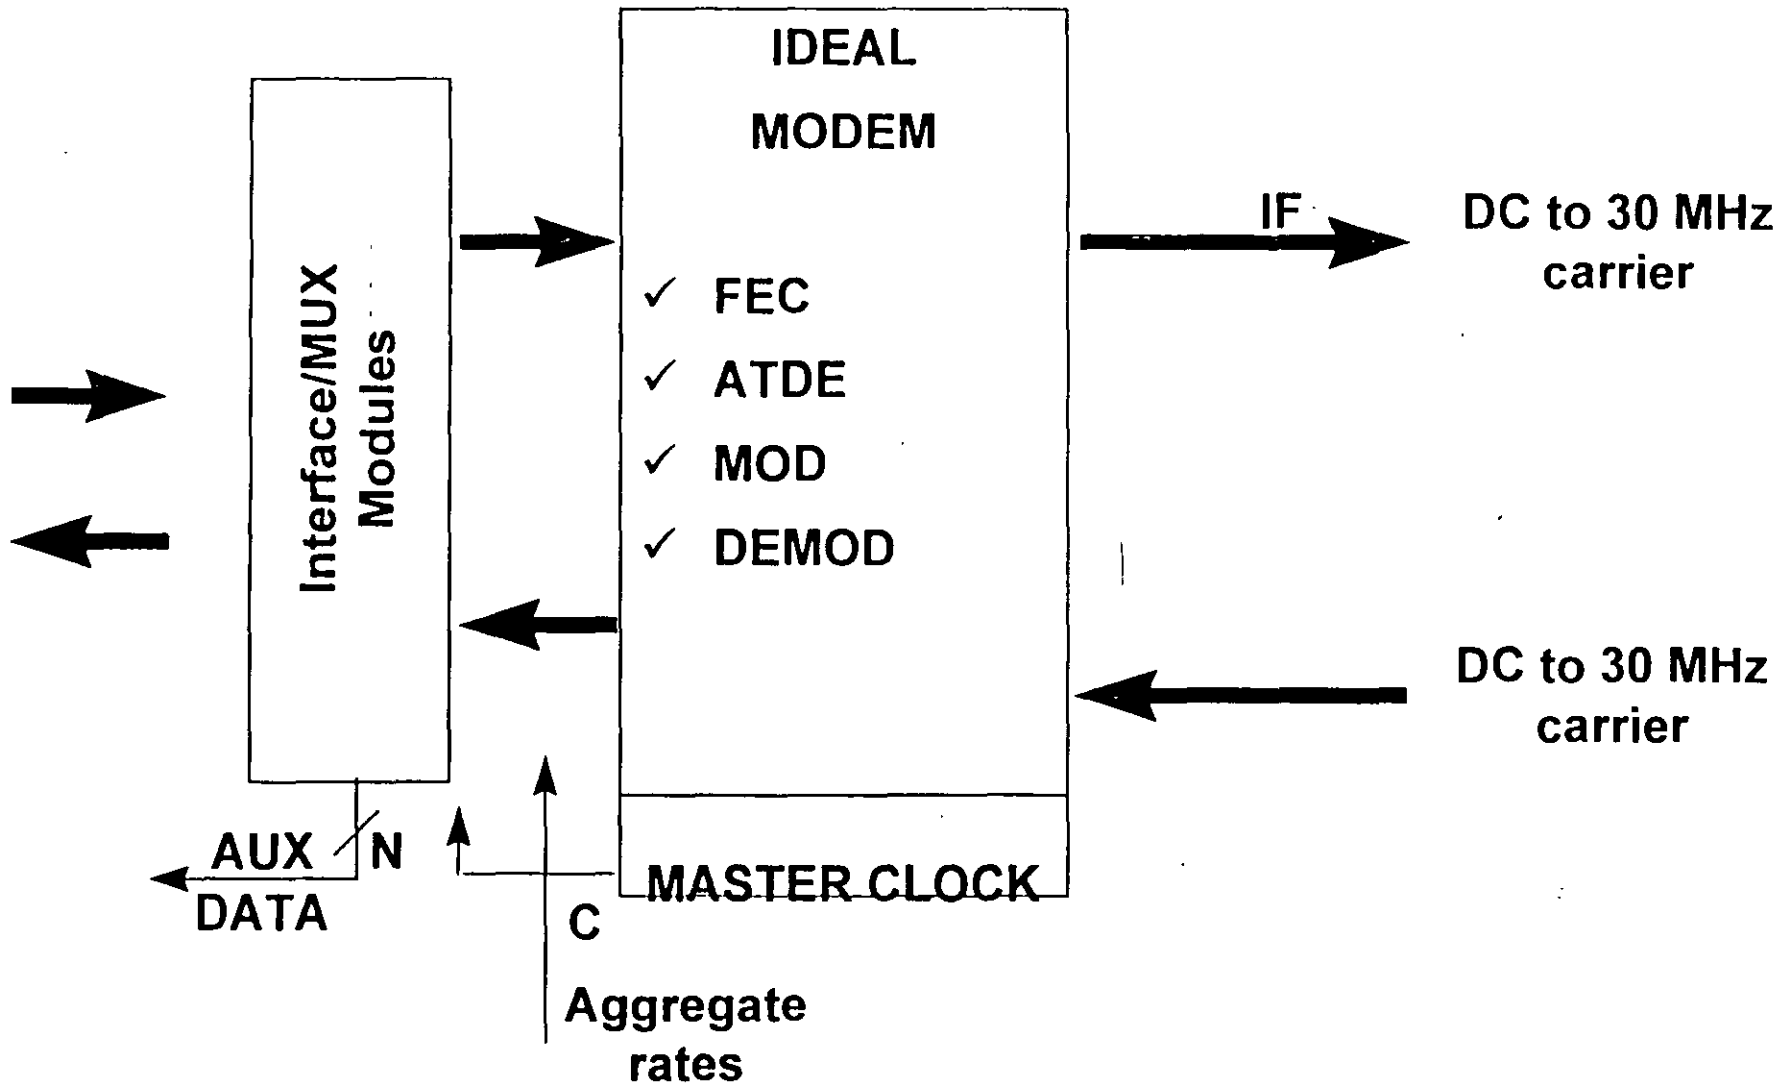 IDEAL
MODEM
IF
DC to 30 MHz
carrier
Interface/MUX
Modules
✓ FEC
✓ ATDE
✓ MOD
✓ DEMOD
DC to 30 MHz
carrier
AUX N
DATA
MASTER CLOCK
C
Aggregate
rates